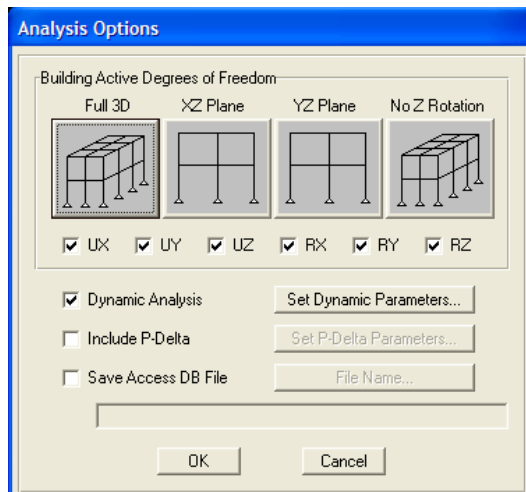 Analysis Options
Building Active Degrees of Freedom
Full 3D XZ Plane YZ Plane No Z Rotation
UX UY UZ RX RY RZ
Dynamic Analysis Set Dynamic Parameters...
Include P-Delta Set P-Delta Parameters...
Save Access DB File File Name...
OK Cancel